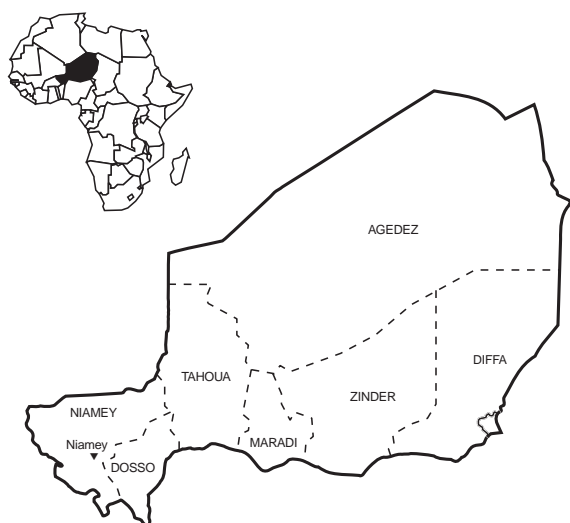 AGEDEZ
DIFFA
TAHOUA
ZINDER
NIAMEY
Niamey
MARADI
DOSSO